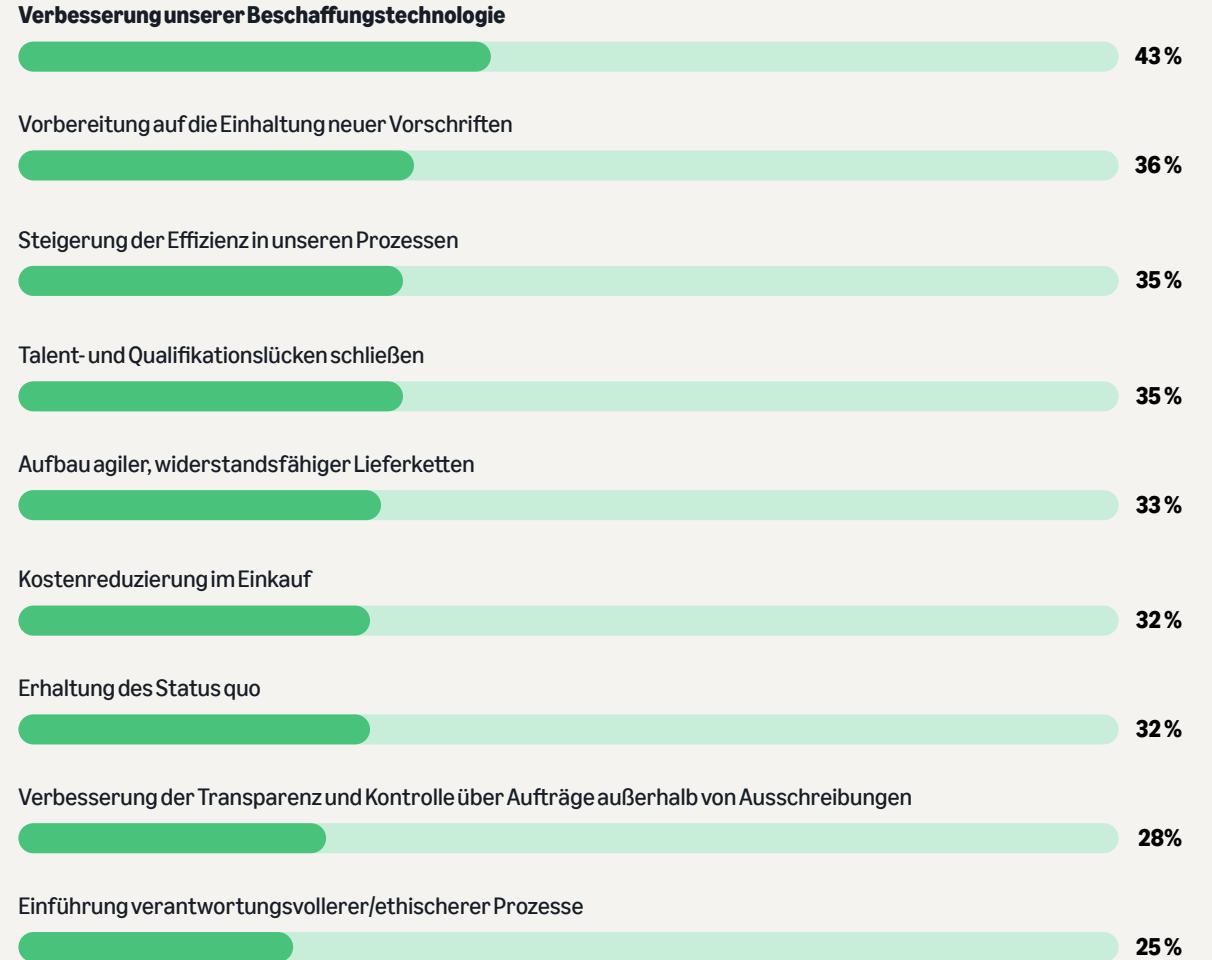 Verbesserung unserer Beschaffungstechnologie
43 %
Vorbereitung auf die Einhaltung neuer Vorschriften
36 %
Steigerung der Effizienz in unseren Prozessen
35 %
Talent- und Qualifikationslücken schließen
35 %
Aufbau agiler, widerstandsfähiger Lieferketten
33 %
Kostenreduzierung im Einkauf
32 %
Erhaltung des Status quo
32 %
Verbesserung der Transparenz und Kontrolle über Aufträge außerhalb von Ausschreibungen
28%
Einführung verantwortungsvollerer/ethischerer Prozesse
25 %